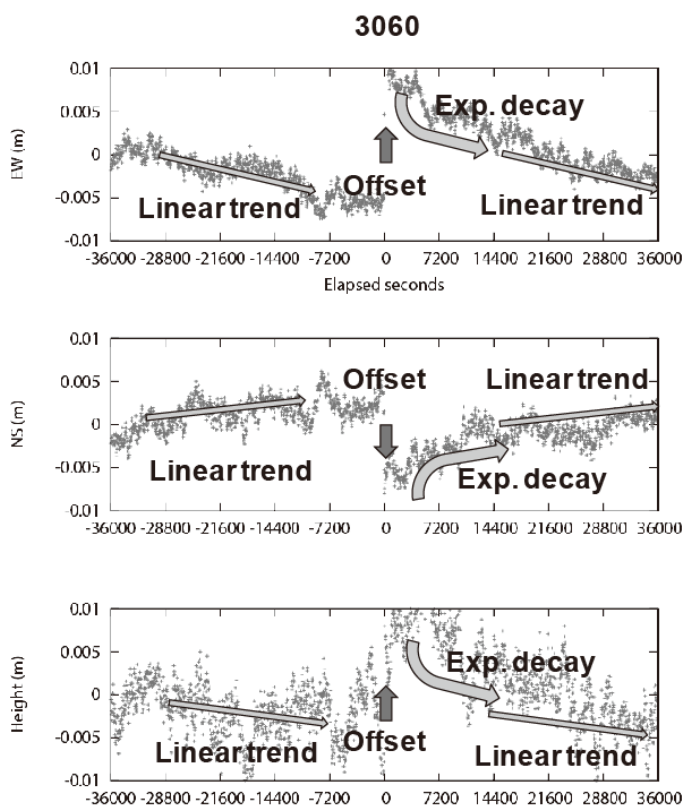 3060
0.01
0.005
0
-0.005
-0.01
EW (m)
Exp. decay
Offset
Linear trend
Linear trend
-36000 -28800 -21600 -14400 -7200 0 7200 14400 21600 28800 36000
Elapsed seconds
0.01
0.005
0
-0.005
-0.01
NS (m)
Offset
Linear trend
Linear trend
Exp. decay
-36000 -28800 -21600 -14400 -7200 0 7200 14400 21600 28800 36000
0.01
0.005
0
-0.005
-0.01
Height (m)
Exp. decay
Linear trend
Offset
Linear trend
-36000 -28800 -21600 -14400 -7200 0 7200 14400 21600 28800 36000